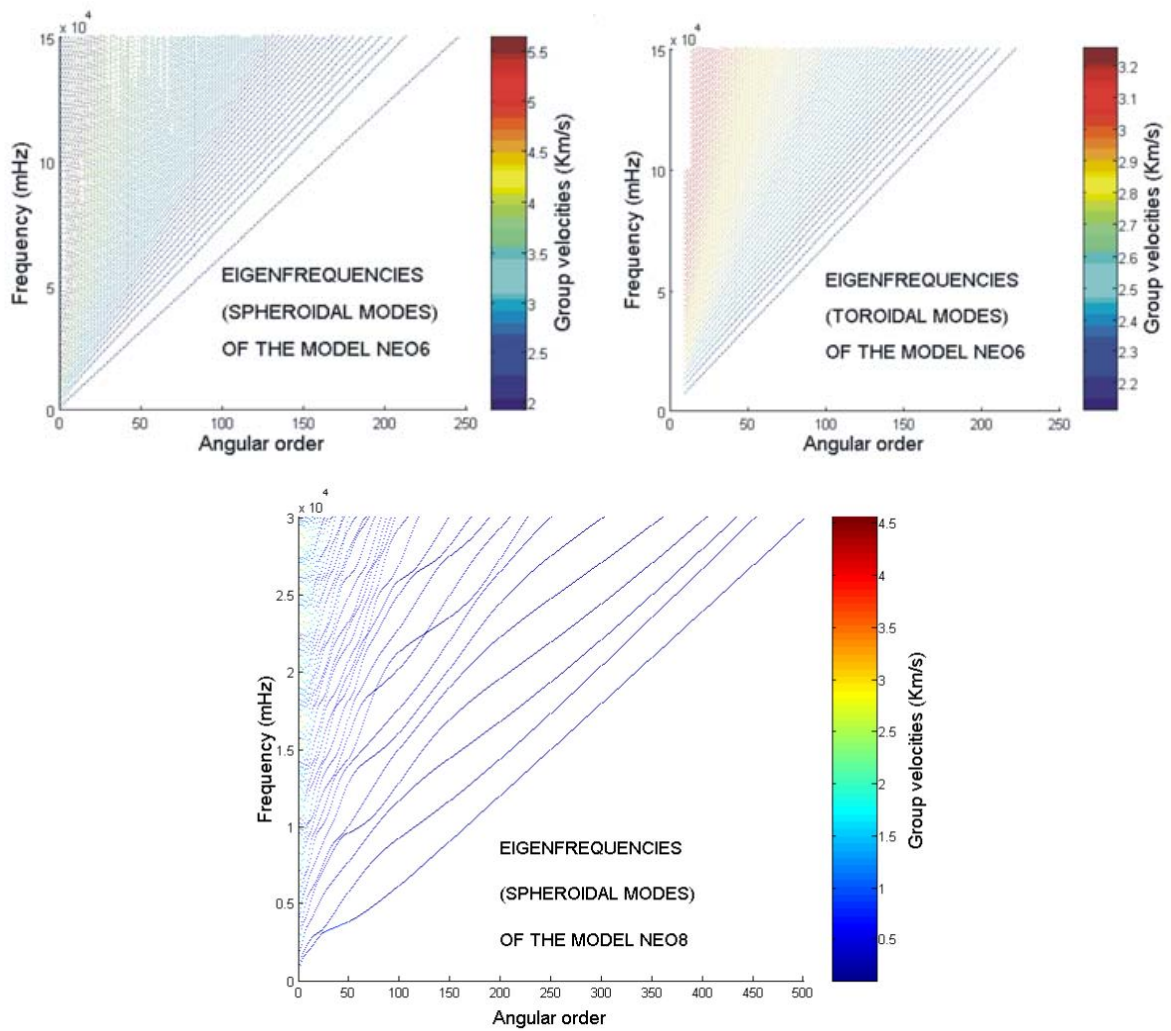 x 10 4
15
10
5
0
Frequency (mHz)
0 50 100 150 200 250
Angular order
EIGENFREQUENCIES
(SPHEROIDAL MODES)
OF THE MODEL NEO6
5.5
5
4.5
4
3.5
3
2.5
2
Group velocities (Km/s)
x 10 4
15
10
5
0
Frequency (mHz)
0 50 100 150 200 250
Angular order
EIGENFREQUENCIES
(TOROIDAL MODES)
OF THE MODEL NEO6
3.2
3.1
3
2.9
2.8
2.7
2.6
2.5
2.4
2.3
2.2
Group velocities (Km/s)
x 10 4
3
2.5
2
1.5
1
0.5
0
Frequency (mHz)
0 50 100 150 200 250 300 350 400 450 500
Angular order
EIGENFREQUENCIES
(SPHEROIDAL MODES)
OF THE MODEL NEO8
4.5
4
3.5
3
2.5
2
1.5
1
0.5
Group velocities (Km/s)